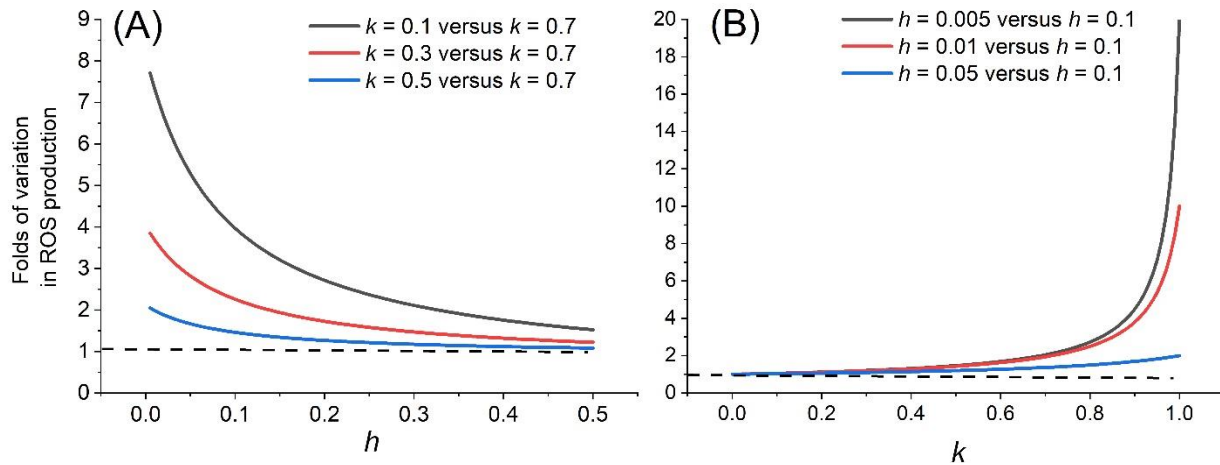 (A)
k = 0.1 versus k = 0.7
k = 0.3 versus k = 0.7
k = 0.5 versus k = 0.7
Folds of variation
in ROS production
9
8
7
6
5
4
3
2
1
0
0.0 0.1 0.2 0.3 0.4 0.5
h
(B)
h = 0.005 versus h = 0.1
h = 0.01 versus h = 0.1
h = 0.05 versus h = 0.1
20
18
16
14
12
10
8
6
4
2
0
0.0 0.2 0.4 0.6 0.8 1.0
k